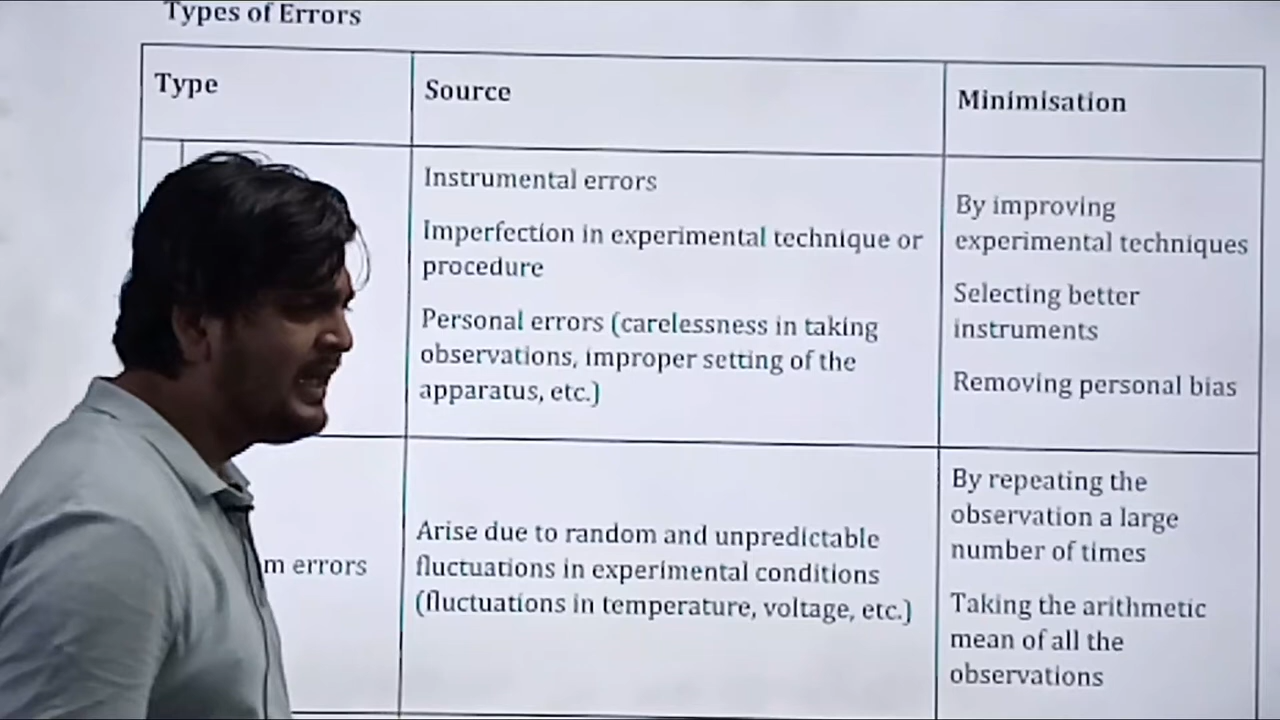 Types of Errors
Type
Source
Minimisation
Instrumental errors
Imperfection in experimental technique or
procedure
Personal errors (carelessness in taking
observations, improper setting of the
apparatus, etc.)
By improving
experimental techniques
Selecting better
instruments
Removing personal bias
m errors
Arise due to random and unpredictable
fluctuations in experimental conditions
(fluctuations in temperature, voltage, etc.)
By repeating the
observation a large
number of times
Taking the arithmetic
mean of all the
observations